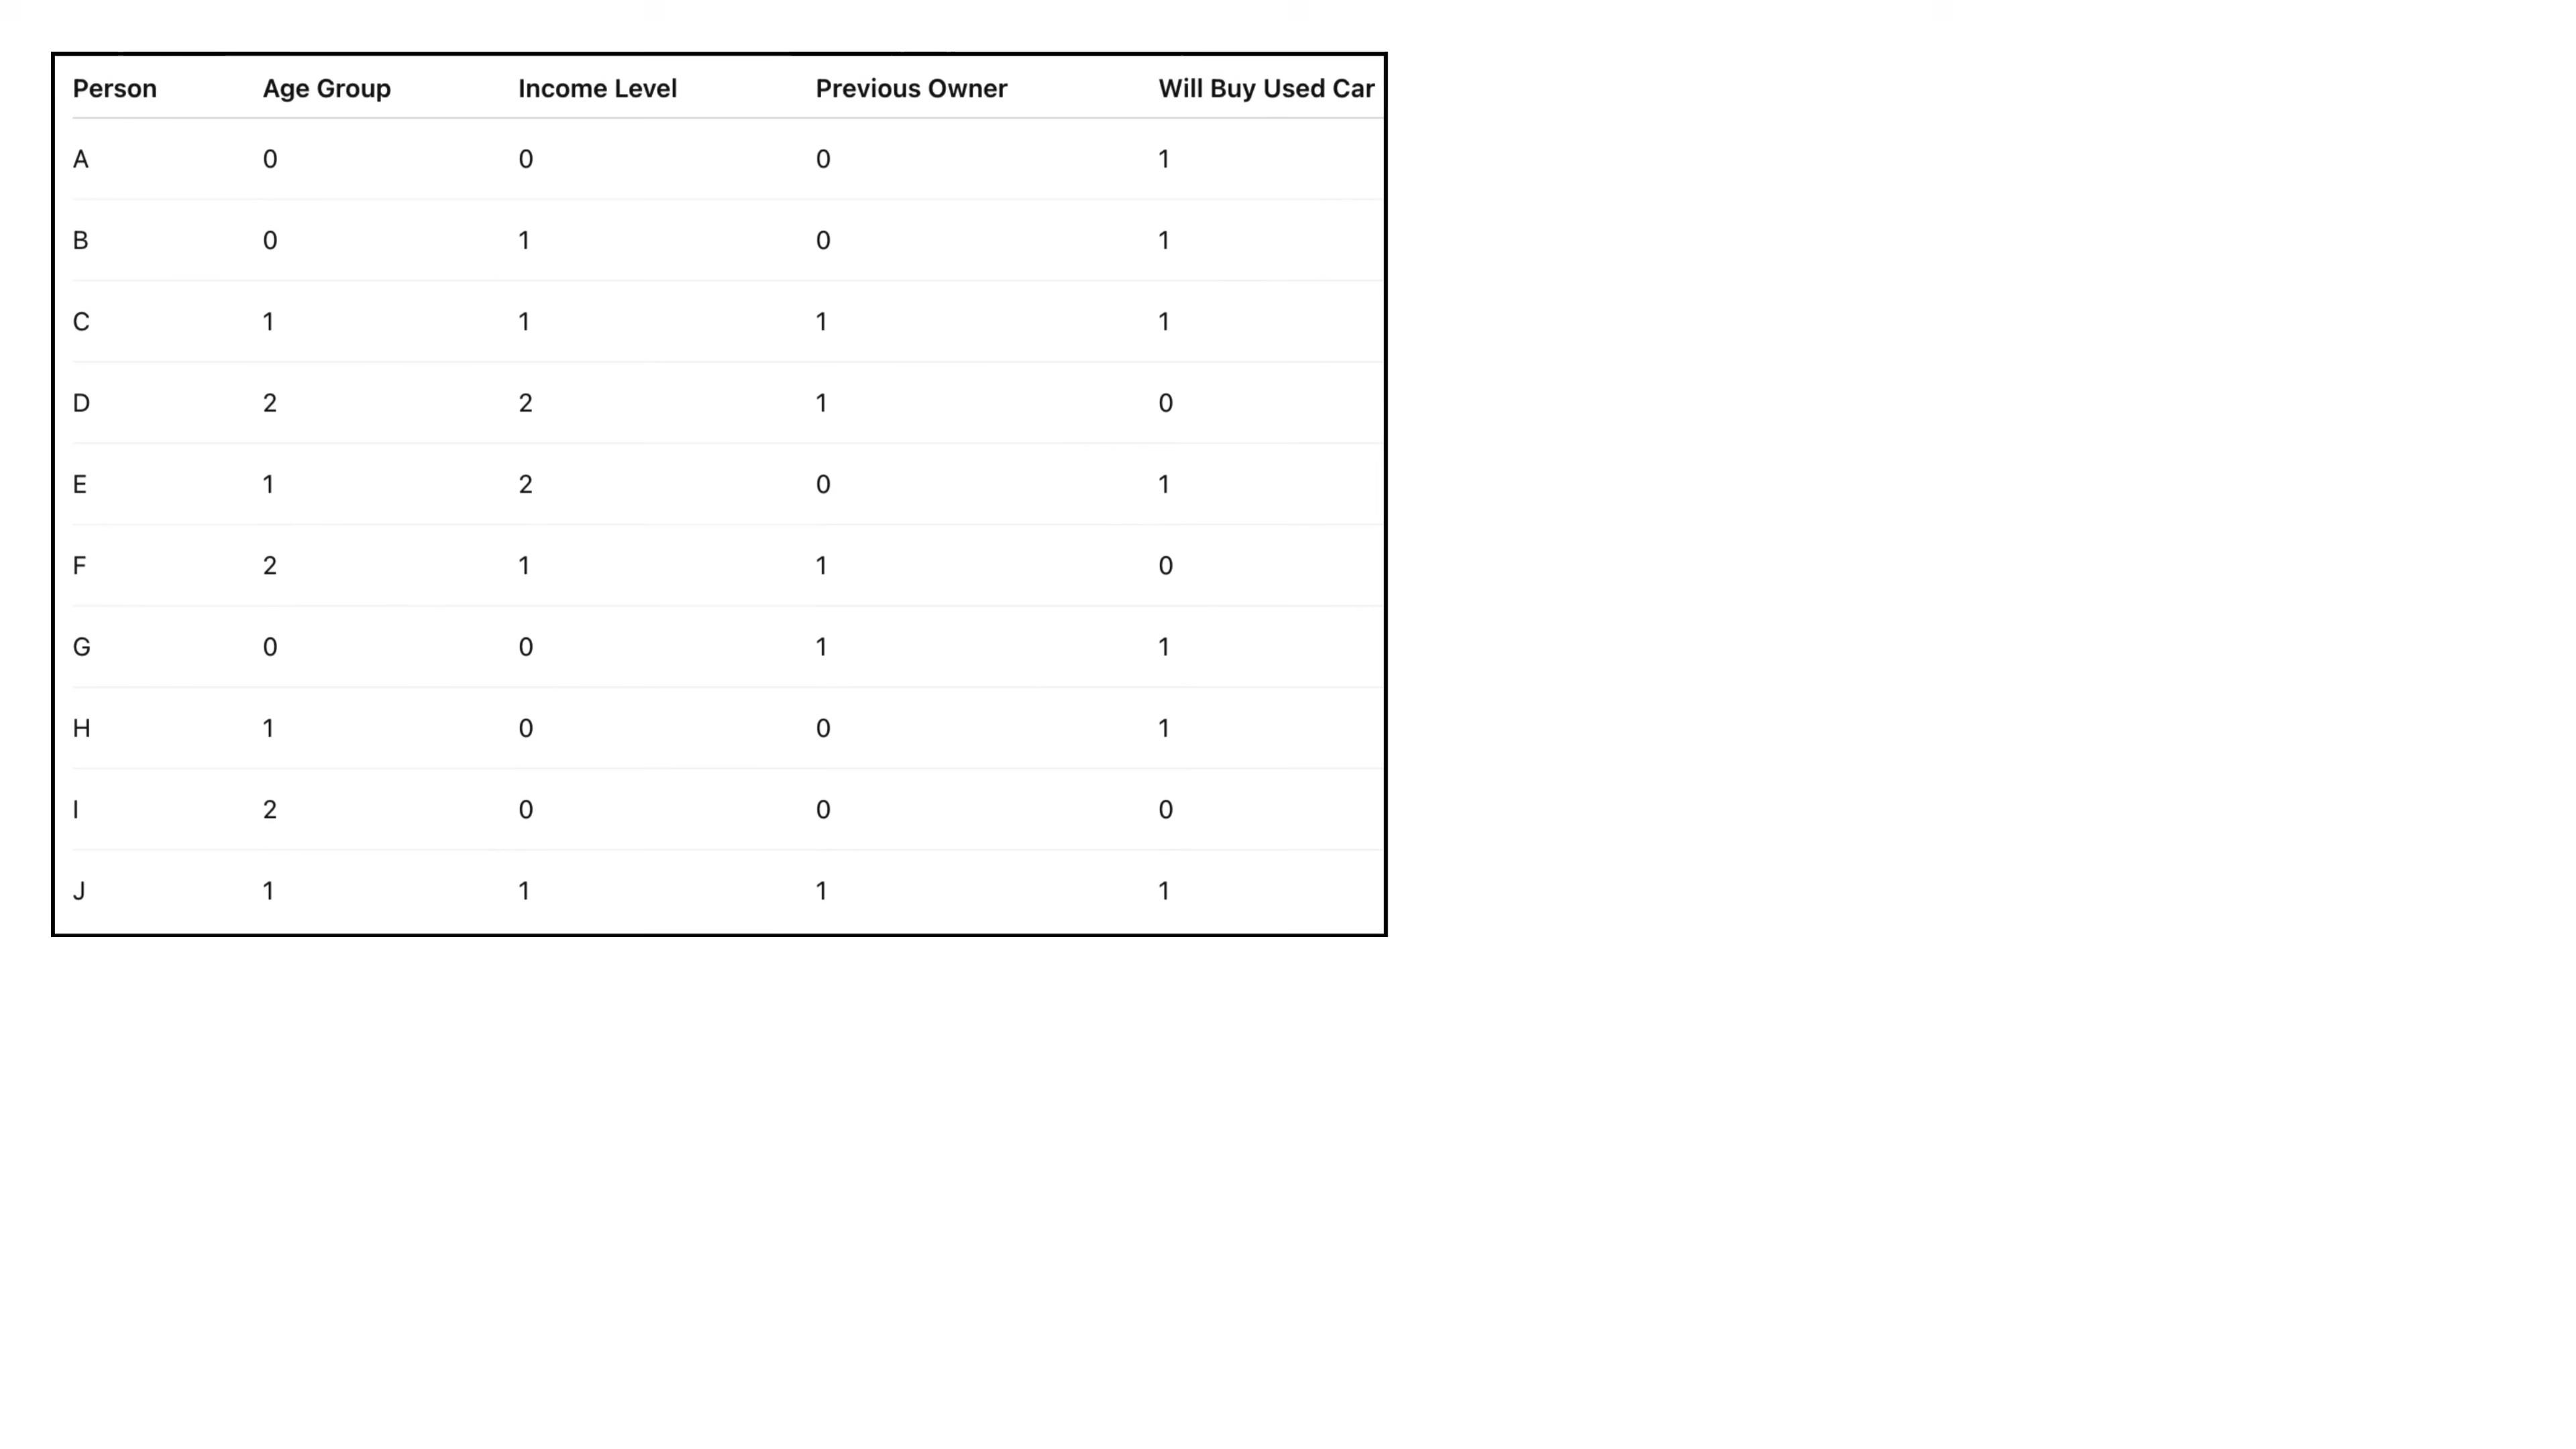 Person Age Group Income Level Previous Owner Will Buy Used Car
A 0 0 0 1
B 0 1 0 1
C 1 1 1 1
D 2 2 1 0
E 1 2 0 1
F 2 1 1 0
G 0 0 1 1
H 1 0 0 1
I 2 0 0 0
J 1 1 1 1